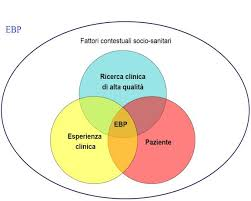 EBP
Fattori contestuali socio-sanitari
Ricerca clinica
di alta qualità
EBP
Esperienza
clinica
Paziente